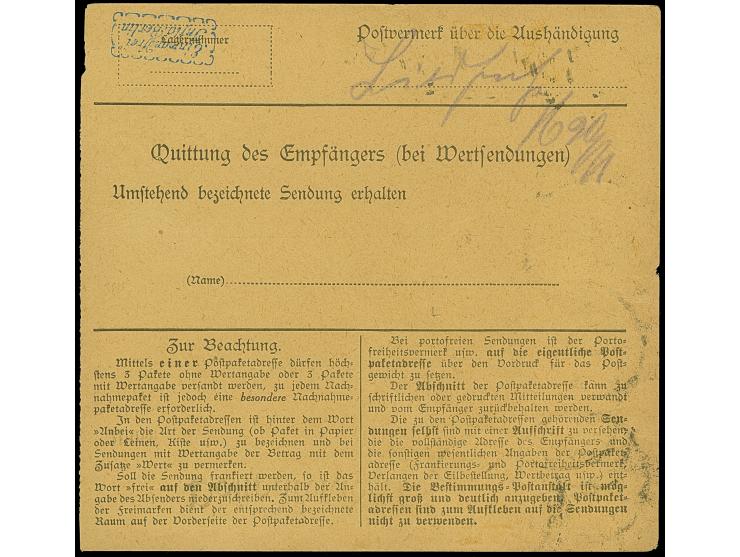 Lagernummer
Postvermerk über die Aushändigung
Quittung des Empfängers (bei Wertsendungen)
Umstehend bezeichnete Sendung erhalten
(Name)
Zur Beachtung.
Mittels einer Postpaketadresse dürfen höch-
stens 3 Pakete ohne Wertangabe oder 3 Pakete
mit Wertangabe versandt werden, zu jedem Nach-
nahmepaket ist jedoch eine besondere Nachnahme-
paketadresse erforderlich.
In den Postpaketadressen ist hinter dem Wort
»Anbei« die Art der Sendung (ob Paket in Papier
oder Leinen, Kiste usw.) zu bezeichnen und bei
Sendungen mit Wertangabe der Betrag mit dem
Zusatze »Wert« zu vermerken.
Soll die Sendung frankiert werden, so ist das
Wort »frei« auf den Abschnitt unterhalb der An-
gabe des Absenders niederzuschreiben. Zum Aufkleben
der Freimarken dient der entsprechend bezeichnete
Raum auf der Vorderseite der Postpaketadresse.
Bei portofreien Sendungen ist der Porto-
freiheitsvermerk usw. auf die eigentliche Post-
paketadresse über den Vordruck für das Post-
gewicht zu setzen.
Der Abschnitt der Postpaketadresse kann zu
schriftlichen oder gedruckten Mitteilungen verwandt
und vom Empfänger zurückbehalten werden.
Die zu den Postpaketadressen gehörenden Sen-
dungen selbst sind mit einer Aufschrift zu versehen,
die die vollständige Adresse des Empfängers und
die sonstigen wesentlichen Angaben der Postpaket-
adresse (Frankierungs- und Portofreiheitsvermerk,
Verlangen der Eilbestellung, Wertbetrag usw.) ent-
hält. Die Bestimmungs-Postanstalt ist mög-
lichst groß und deutlich anzugeben. Postpaket-
adressen sind zum Aufkleben auf die Sendungen
nicht zu verwenden.